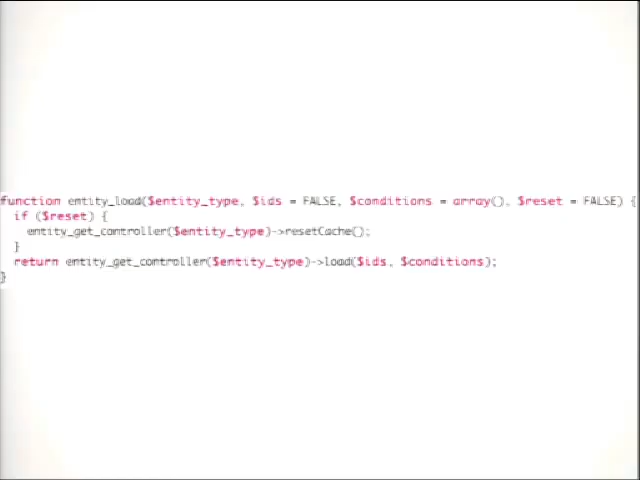 function entity_load($entity_type, $ids = FALSE, $conditions = array(), $reset = FALSE) {
if ($reset) {
entity_get_controller($entity_type)->resetCache();
}
return entity_get_controller($entity_type)->load($ids, $conditions);
}